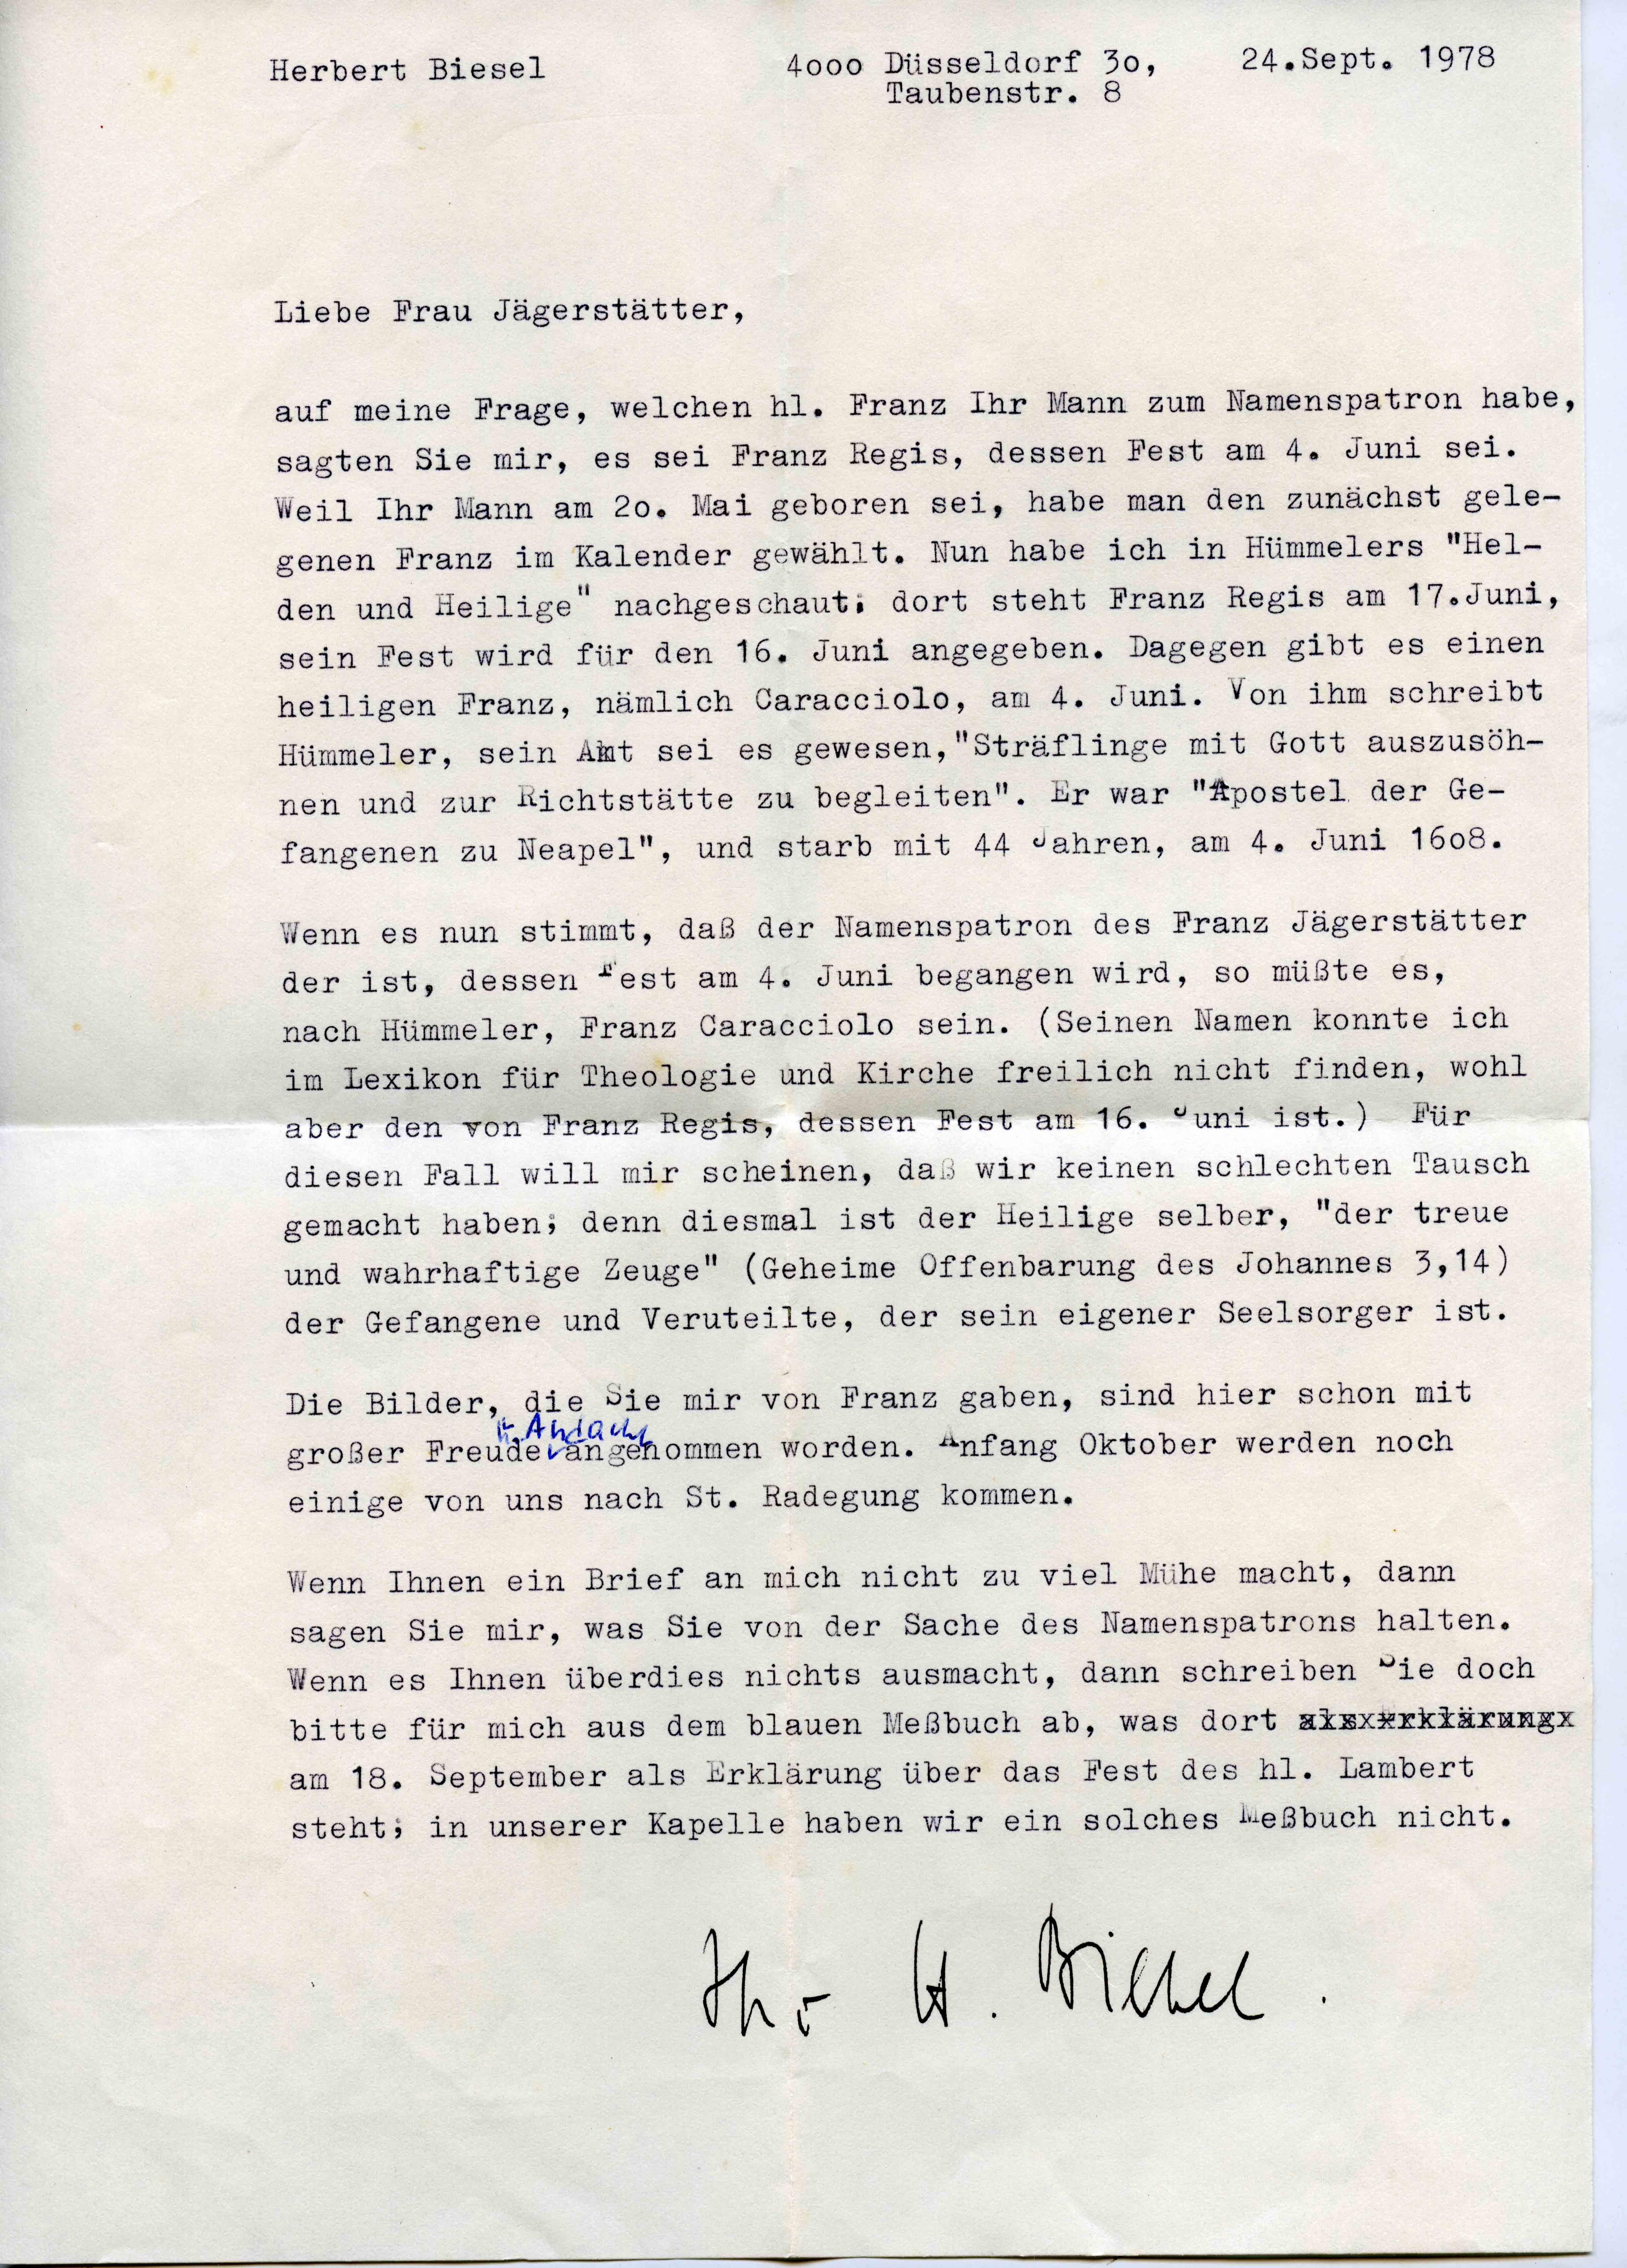 Herbert Biesel 4ooo Düsseldorf 3o, 24.Sept. 1978
Taubenstr. 8
Liebe Frau Jägerstätter,
auf meine Frage, welchen hl. Franz Ihr Mann zum Namenspatron habe,
sagten Sie mir, es sei Franz Regis, dessen Fest am 4. Juni sei.
Weil Ihr Mann am 2o. Mai geboren sei, habe man den zunächst gele-
genen Franz im Kalender gewählt. Nun habe ich in Hümmelers "Hel-
den und Heilige" nachgeschaut; dort steht Franz Regis am 17.Juni,
sein Fest wird für den 16. Juni angegeben. Dagegen gibt es einen
heiligen Franz, nämlich Caracciolo, am 4. Juni. Von ihm schreibt
Hümmeler, sein Amt sei es gewesen,"Sträflinge mit Gott auszusöh-
nen und zur Richtstätte zu begleiten". Er war "Apostel der Ge-
fangenen zu Neapel", und starb mit 44 Jahren, am 4. Juni 16o8.
Wenn es nun stimmt, daß der Namenspatron des Franz Jägerstätter
der ist, dessen Fest am 4. Juni begangen wird, so müßte es,
nach Hümmeler, Franz Caracciolo sein. (Seinen Namen konnte ich
im Lexikon für Theologie und Kirche freilich nicht finden, wohl
aber den von Franz Regis, dessen Fest am 16. Juni ist.) Für
diesen Fall will mir scheinen, daß wir keinen schlechten Tausch
gemacht haben; denn diesmal ist der Heilige selber, "der treue
und wahrhaftige Zeuge" (Geheime Offenbarung des Johannes 3,14)
der Gefangene und Veruteilte, der sein eigener Seelsorger ist.
Die Bilder, die Sie mir von Franz gaben, sind hier schon mit
u. Andacht
großer Freude angenommen worden. Anfang Oktober werden noch
einige von uns nach St. Radegung kommen.
Wenn Ihnen ein Brief an mich nicht zu viel Mühe macht, dann
sagen Sie mir, was Sie von der Sache des Namenspatrons halten.
Wenn es Ihnen überdies nichts ausmacht, dann schreiben Sie doch
bitte für mich aus dem blauen Meßbuch ab, was dort als Erklärung
am 18. September als Erklärung über das Fest des hl. Lambert
steht; in unserer Kapelle haben wir ein solches Meßbuch nicht.
Ihr H. Biesel.